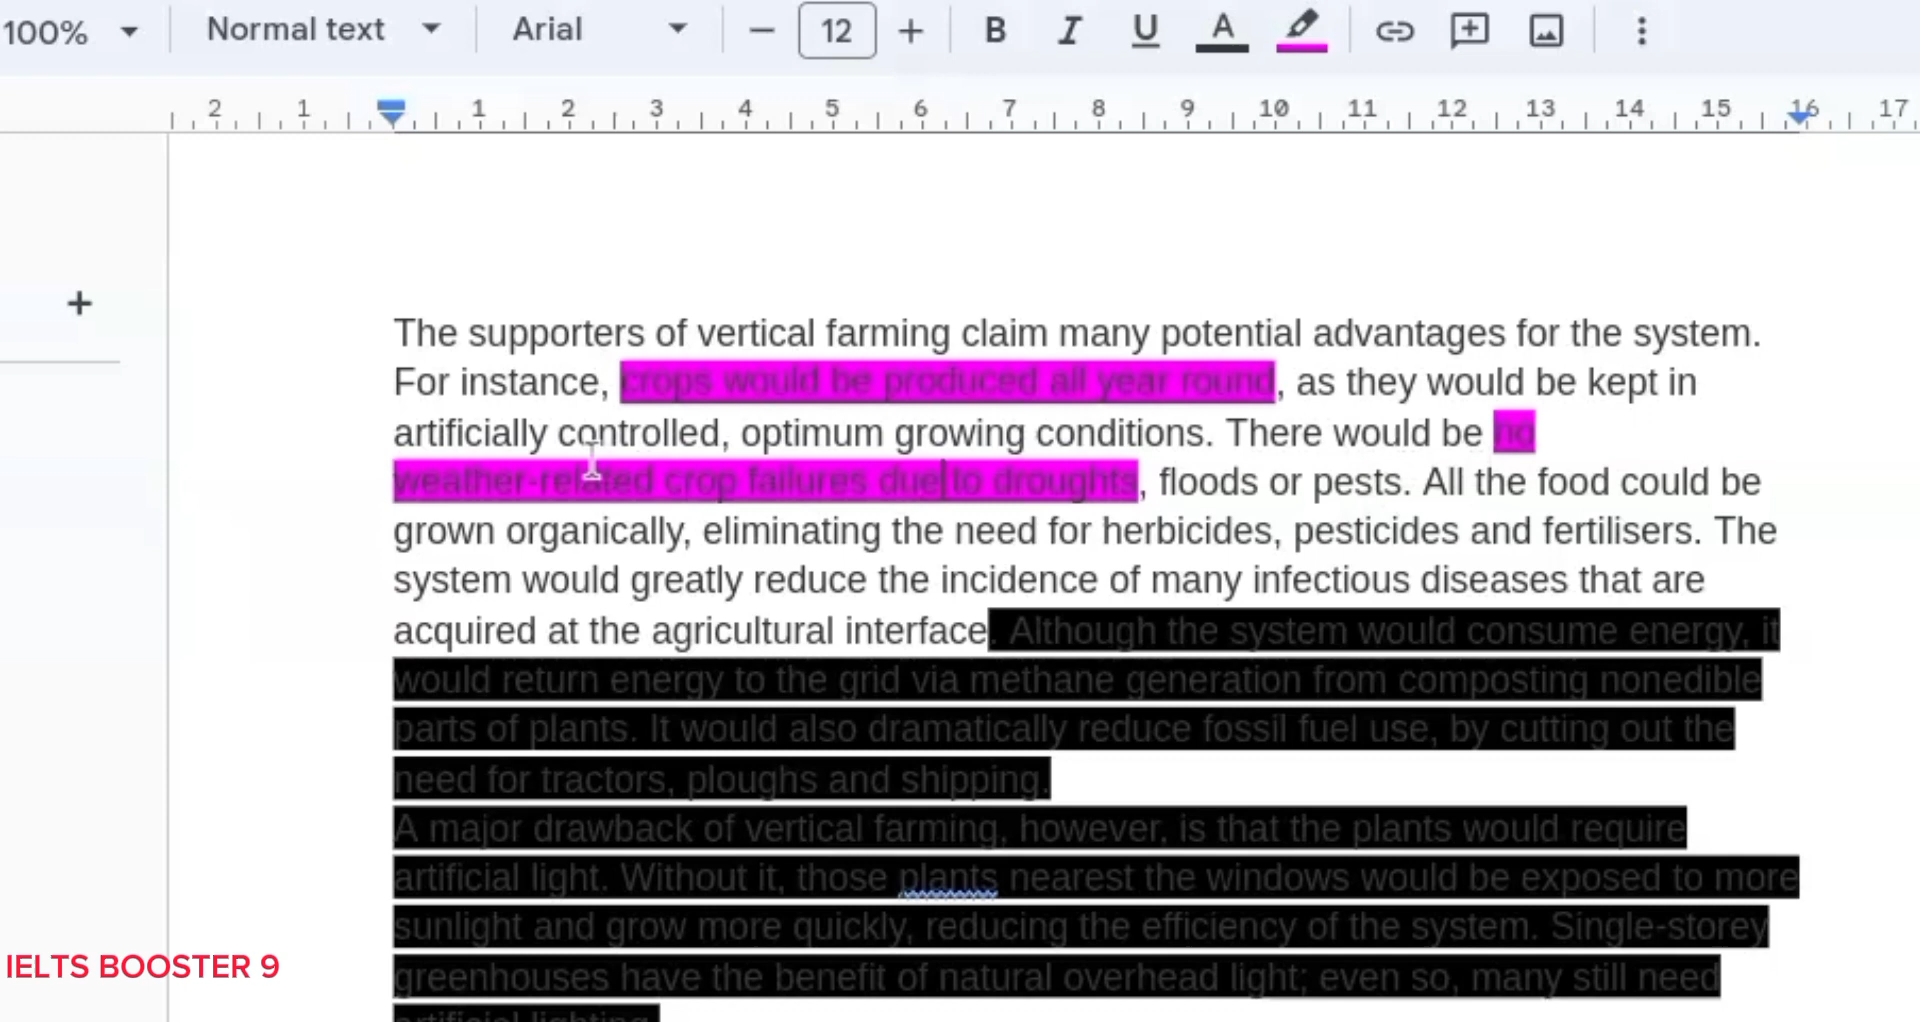 100% Normal text Arial 12 B I U A
2 1 1 2 3 4 5 6 7 8 9 10 11 12 13 14 15 16 17
The supporters of vertical farming claim many potential advantages for the system.
For instance, crops would be produced all year round, as they would be kept in
artificially controlled, optimum growing conditions. There would be no
weather-related crop failures due to droughts, floods or pests. All the food could be
grown organically, eliminating the need for herbicides, pesticides and fertilisers. The
system would greatly reduce the incidence of many infectious diseases that are
acquired at the agricultural interface. Although the system would consume energy, it
would return energy to the grid via methane generation from composting nonedible
parts of plants. It would also dramatically reduce fossil fuel use, by cutting out the
need for tractors, ploughs and shipping.
A major drawback of vertical farming, however, is that the plants would require
artificial light. Without it, those plants nearest the windows would be exposed to more
sunlight and grow more quickly, reducing the efficiency of the system. Single-storey
greenhouses have the benefit of natural overhead light; even so, many still need
artificial lighting.
IELTS BOOSTER 9